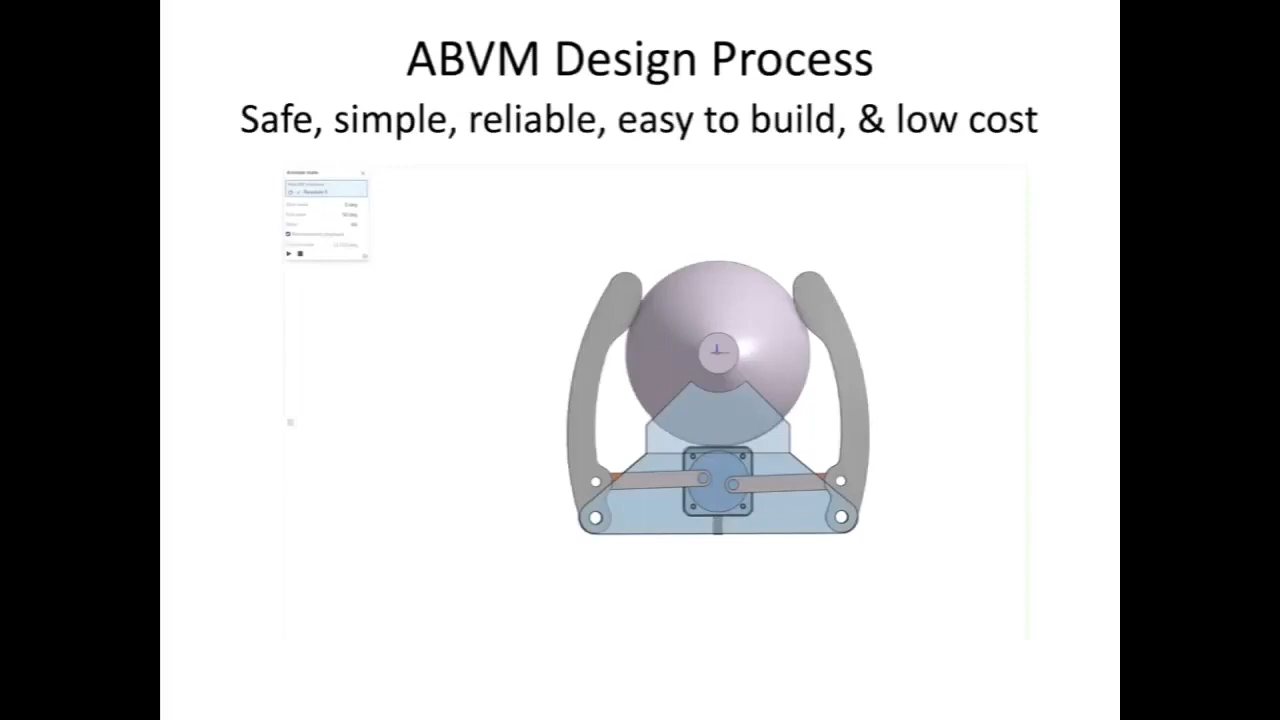 ABVM Design Process
Safe, simple, reliable, easy to build, & low cost